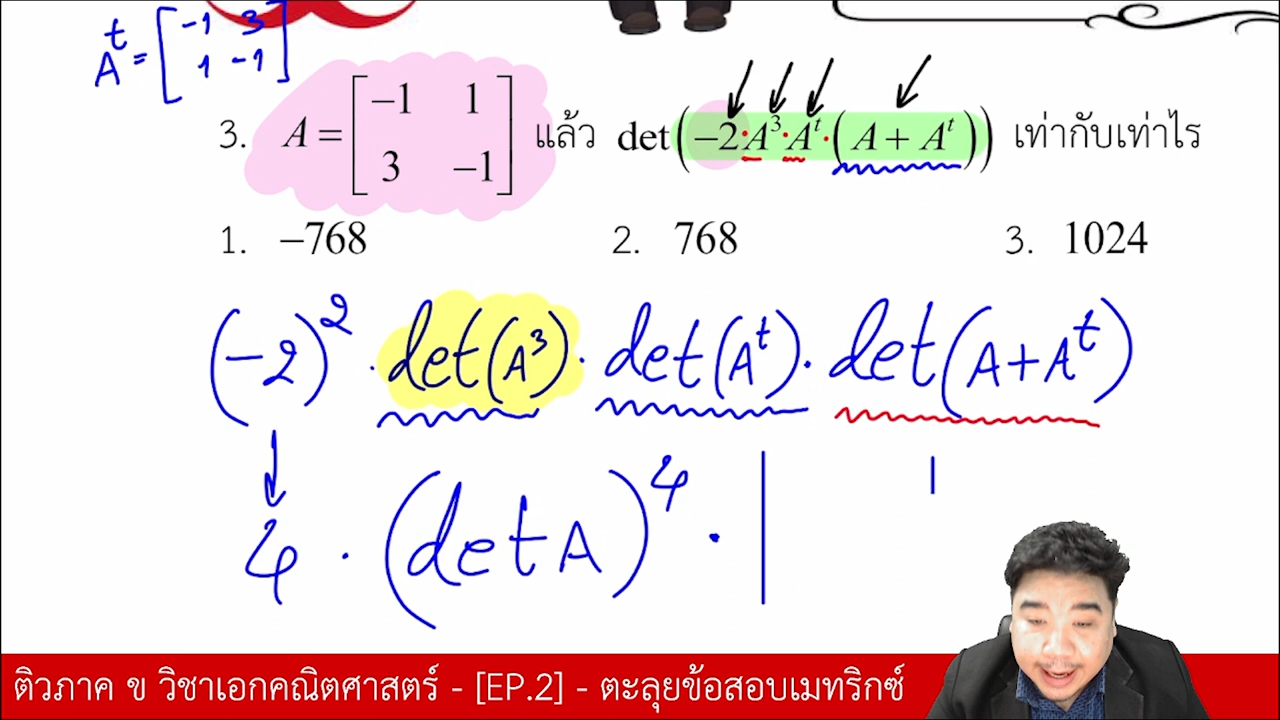 A^t = [ -1 3
1 -1 ]
3. A = [ -1 1 ; 3 -1 ] แล้ว det(-2·A^3·A^t·(A + A^t)) เท่ากับเท่าไร
1. -768 2. 768 3. 1024
(-2)^2 · det(A^3) · det(A^t) · det(A+A^t)
4 · (det A)^4 · |
ติวภาค ข วิชาเอกคณิตศาสตร์ - [EP.2] - ตะลุยข้อสอบเมทริกซ์